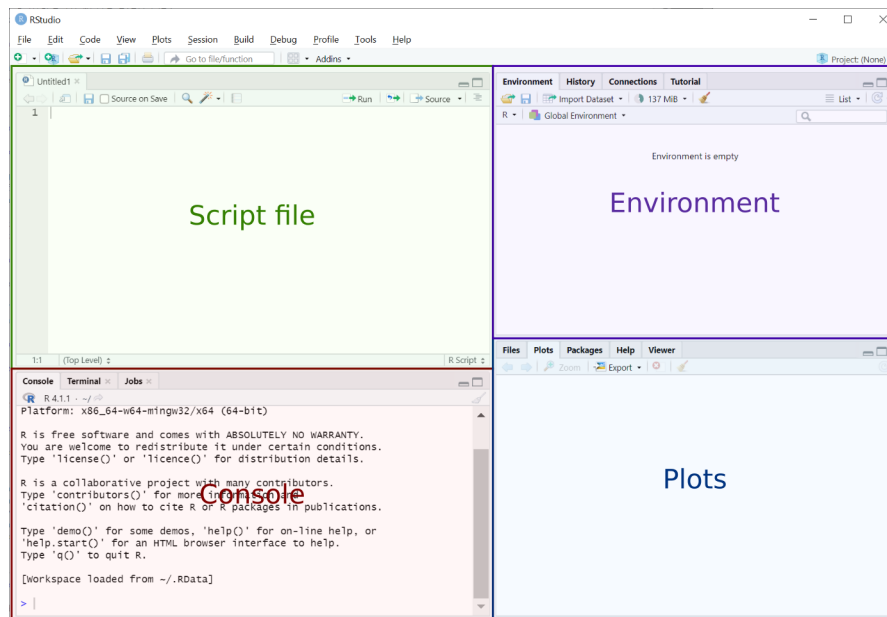 RStudio
File Edit Code View Plots Session Build Debug Profile Tools Help
Go to file/function Addins
Project: (None)
Untitled1
Source on Save Run Source
1
Script file
1:1 (Top Level) R Script
Console Terminal Jobs
R 4.1.1 · ~/
Platform: x86_64-w64-mingw32/x64 (64-bit)
R is free software and comes with ABSOLUTELY NO WARRANTY.
You are welcome to redistribute it under certain conditions.
Type 'license()' or 'licence()' for distribution details.
R is a collaborative project with many contributors.
Type 'contributors()' for more information and
'citation()' on how to cite R or R packages in publications.
Console
Type 'demo()' for some demos, 'help()' for on-line help, or
'help.start()' for an HTML browser interface to help.
Type 'q()' to quit R.
[Workspace loaded from ~/.RData]
>
Environment History Connections Tutorial
Import Dataset 137 MiB List
R Global Environment
Environment is empty
Environment
Files Plots Packages Help Viewer
Zoom Export
Plots